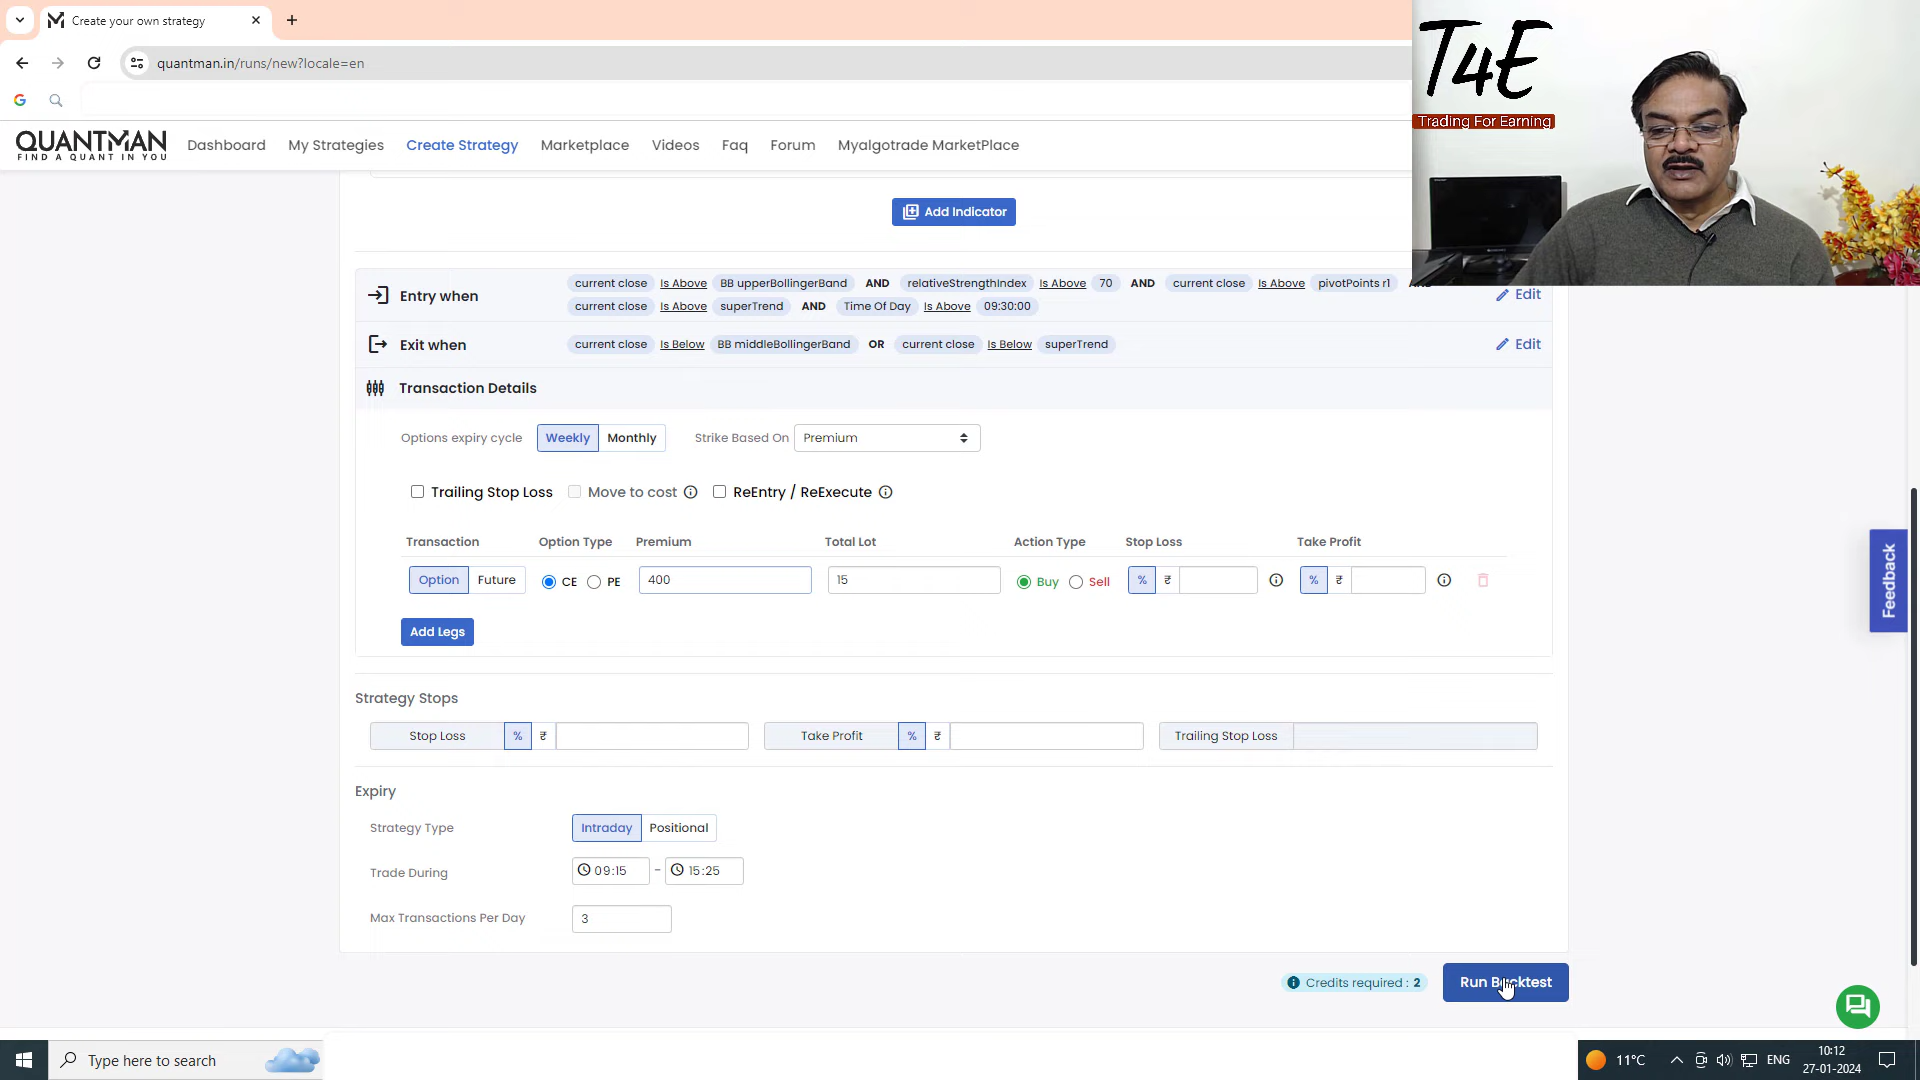 Create your own strategy
quantman.in/runs/new?locale=en
T4E
Trading For Earning
QUANTMAN
FIND A QUANT IN YOU
Dashboard My Strategies Create Strategy Marketplace Videos Faq Forum Myalgotrade MarketPlace
Add Indicator
Entry when
current close Is Above BB upperBollingerBand AND relativeStrengthIndex Is Above 70 AND current close Is Above pivotPoints r1
current close Is Above superTrend AND Time Of Day Is Above 09:30:00
Edit
Exit when current close Is Below BB middleBollingerBand OR current close Is Below superTrend Edit
Transaction Details
Options expiry cycle Weekly Monthly Strike Based On Premium
Trailing Stop Loss Move to cost ReEntry / ReExecute
Transaction Option Type Premium Total Lot Action Type Stop Loss Take Profit
Option Future CE PE 400 15 Buy Sell % ₹ % ₹
Add Legs
Strategy Stops
Stop Loss % ₹ Take Profit % ₹ Trailing Stop Loss
Expiry
Strategy Type Intraday Positional
Trade During 09:15 - 15:25
Max Transactions Per Day 3
Credits required : 2 Run Backtest
Feedback
Type here to search
11°C ENG 10:12
27-01-2024